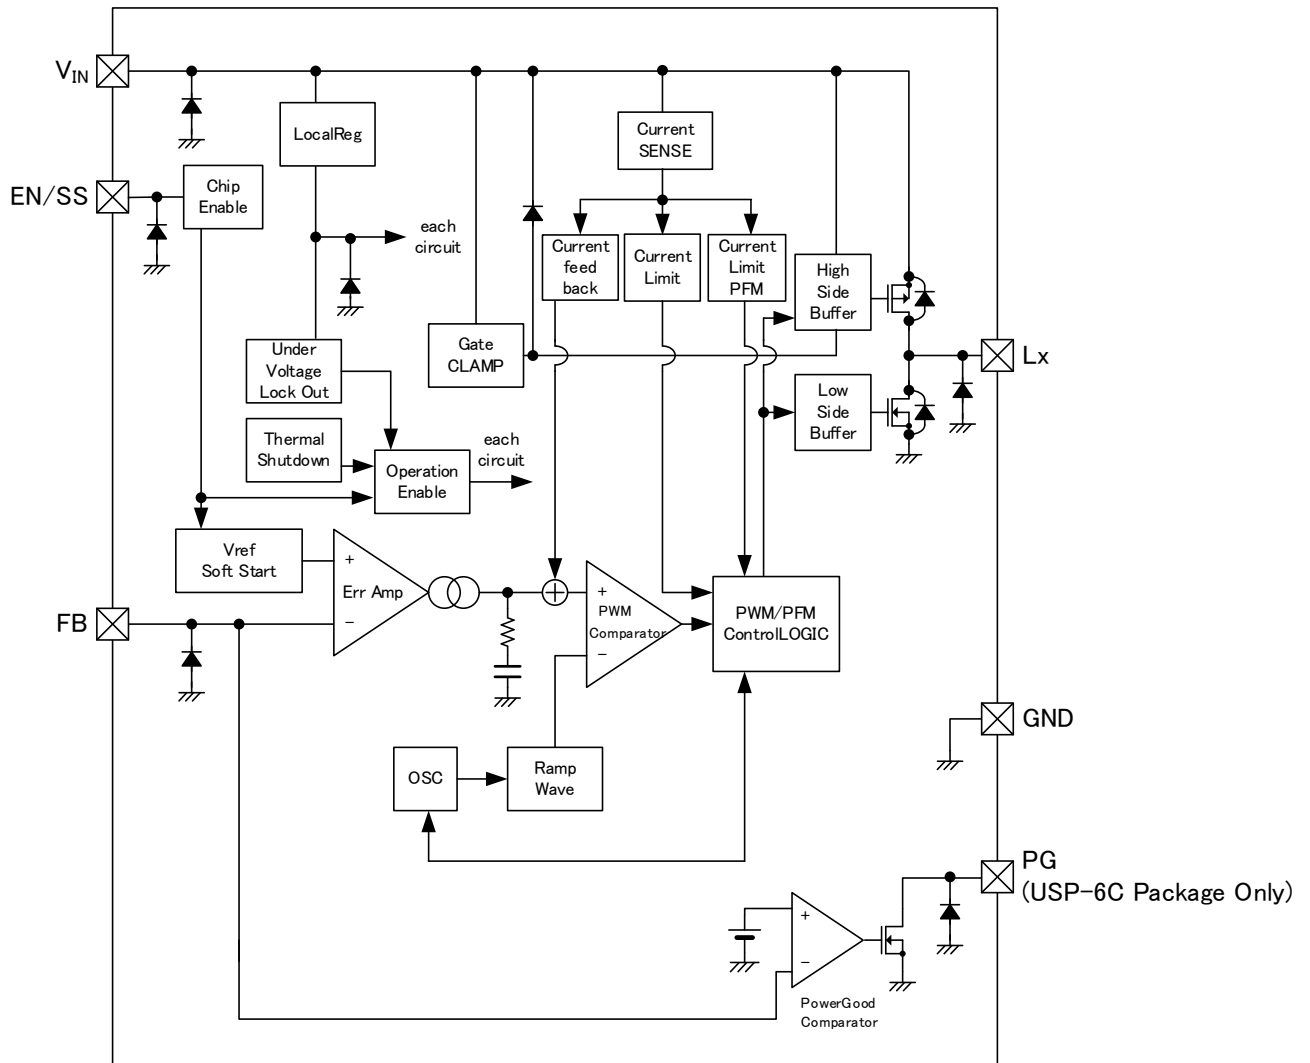 VIN
LocalReg
Current
SENSE
EN/SS
Chip
Enable
each
circuit
Current
feed
back
Current
Limit
Current
Limit
PFM
High
Side
Buffer
Under
Voltage
Lock Out
Gate
CLAMP
Lx
Low
Side
Buffer
Thermal
Shutdown
Operation
Enable
each
circuit
Vref
Soft Start
+
Err Amp
−
+
PWM
Comparator
−
PWM/PFM
ControlLOGIC
FB
GND
OSC
Ramp
Wave
PG
(USP-6C Package Only)
+
−
PowerGood
Comparator